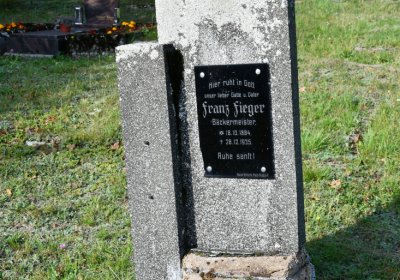 Hier ruht in Gott
unser lieber Gatte u. Vater
Franz Fieger
Bäckermeister
* 18.10.1884
† 28.12.1935
Ruhe sanft!